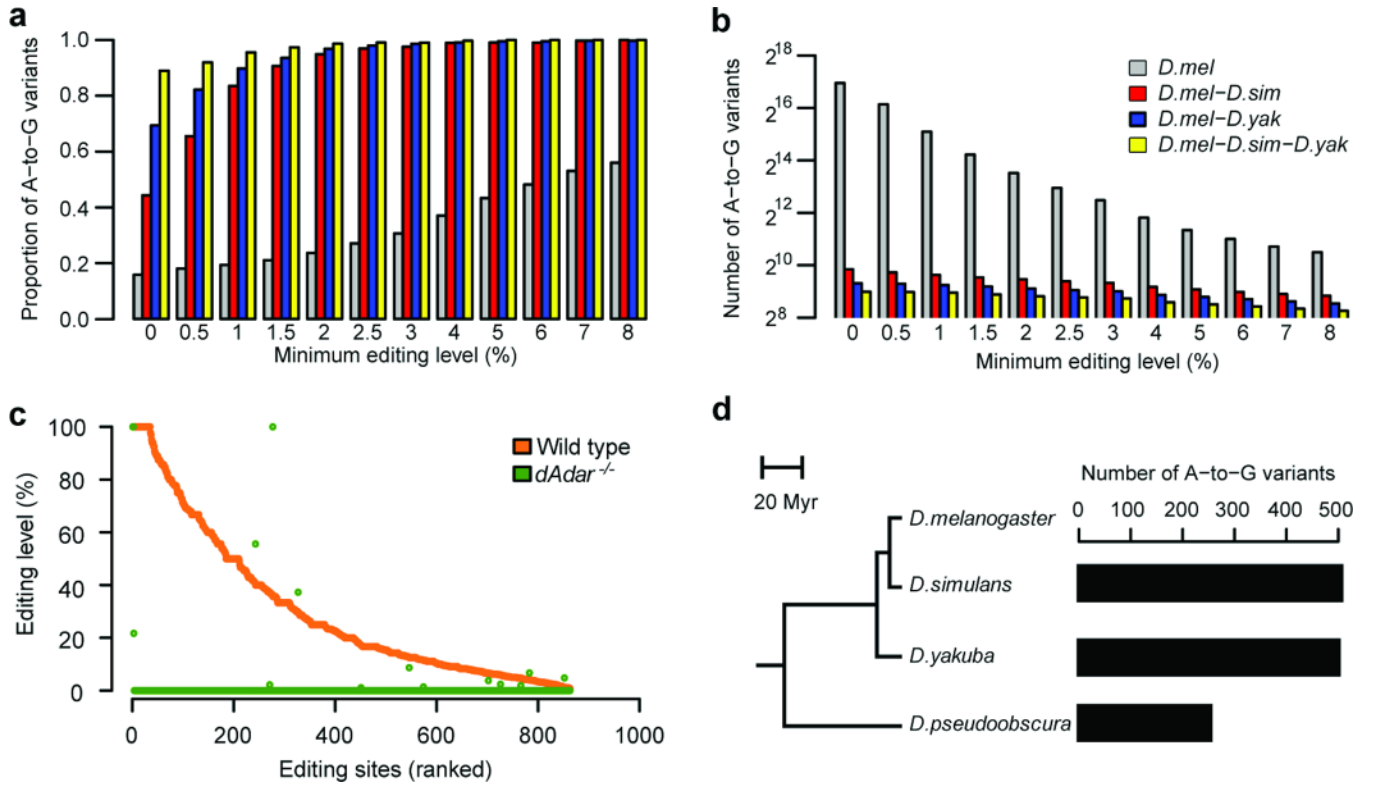 a
Proportion of A−to−G variants
1.0
0.8
0.6
0.4
0.2
0.0
0 0.5 1 1.5 2 2.5 3 4 5 6 7 8
Minimum editing level (%)
b
Number of A−to−G variants
2^18
2^16
2^14
2^12
2^10
2^8
D.mel
D.mel−D.sim
D.mel−D.yak
D.mel−D.sim−D.yak
0 0.5 1 1.5 2 2.5 3 4 5 6 7 8
Minimum editing level (%)
c
Editing level (%)
100
80
60
40
20
0
Wild type
dAdar -/-
0 200 400 600 800 1000
Editing sites (ranked)
d
20 Myr
Number of A−to−G variants
0 100 200 300 400 500
D.melanogaster
D.simulans
D.yakuba
D.pseudoobscura